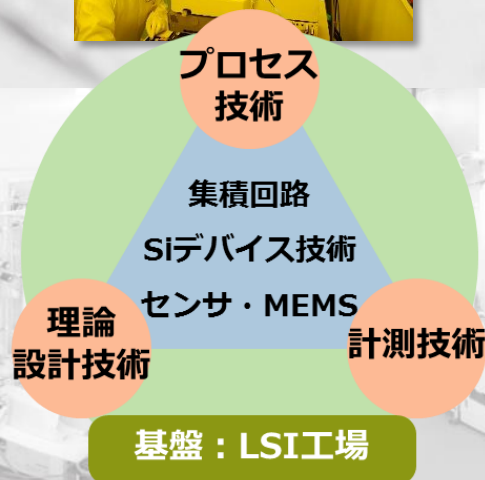 プロセス
技術
集積回路
Siデバイス技術
センサ・MEMS
理論
設計技術
計測技術
基盤：LSI工場